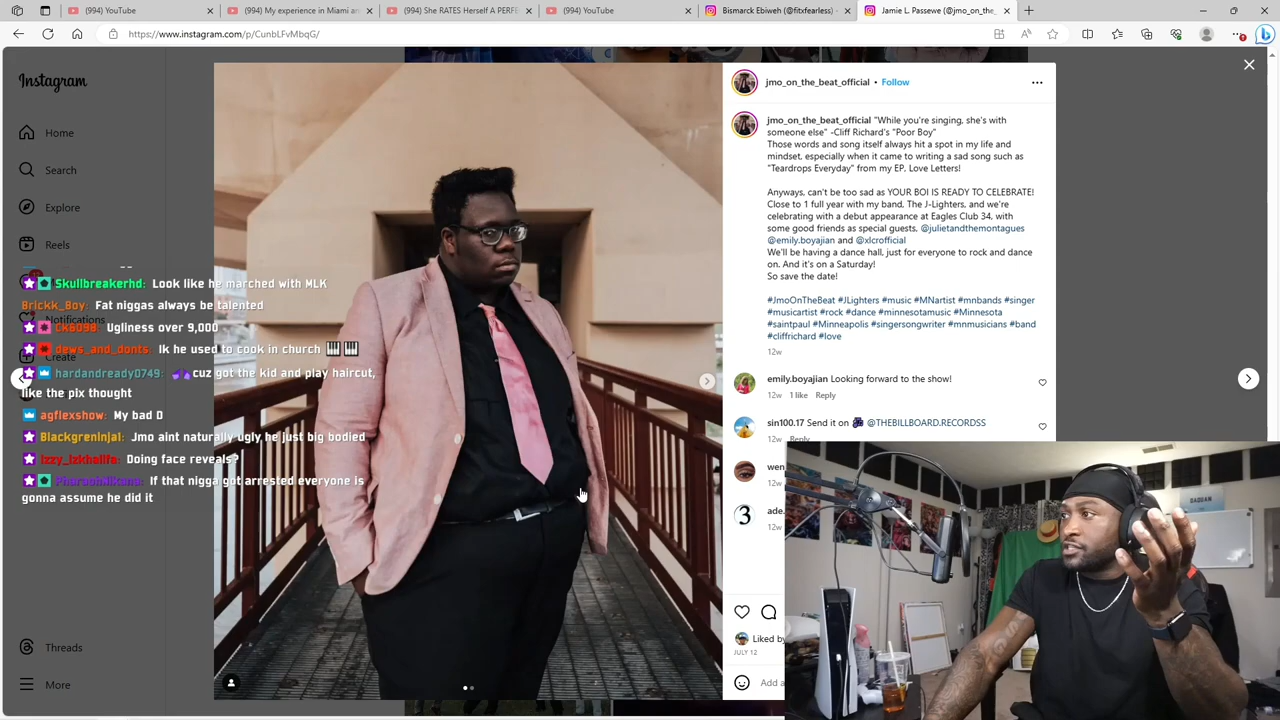 (994) YouTube
(994) My experience in Miami an
(994) She RATES Herself A PERFE
(994) YouTube
Bismarck Ebiweh (@fitxfearless)
Jamie L. Passewe (@jmo_on_the_
https://www.instagram.com/p/CunbLFvMbqG/
Instagram
Home
Search
Explore
Reels
Notifications
Create
Threads
More
Skullbreakerhd: Look like he marched with MLK
Brickk_Boy: Fat niggas always be talented
CK6098: Ugliness over 9,000
dews_and_donts: Ik he used to cook in church
hardandready0749: cuz got the kid and play haircut,
like the pix thought
agflexshow: My bad D
Blackgreninjai: Jmo aint naturally ugly he just big bodied
izzy_izkhalifa: Doing face reveals?
PharaohKihuna: If that nigga got arrested everyone is
gonna assume he did it
jmo_on_the_beat_official • Follow
jmo_on_the_beat_official "While you're singing, she's with
someone else" -Cliff Richard's "Poor Boy"
Those words and song itself always hit a spot in my life and
mindset, especially when it came to writing a sad song such as
"Teardrops Everyday" from my EP, Love Letters!
Anyways, can't be too sad as YOUR BOI IS READY TO CELEBRATE!
Close to 1 full year with my band, The J-Lighters, and we're
celebrating with a debut appearance at Eagles Club 34, with
some good friends as special guests, @julietandthemontagues
@emily.boyajian and @xlcrofficial
We'll be having a dance hall, just for everyone to rock and dance
on. And it's on a Saturday!
So save the date!
#JmoOnTheBeat #JLighters #music #MNartist #mnbands #singer
#musicartist #rock #dance #minnesotamusic #Minnesota
#saintpaul #Minneapolis #singersongwriter #mnmusicians #band
#cliffrichard #love
12w
emily.boyajian Looking forward to the show!
12w 1 like Reply
sin100.17 Send it on @THEBILLBOARD.RECORDSS
12w Reply
wen
12w
ade.
12w
Liked by
JULY 12
Add a